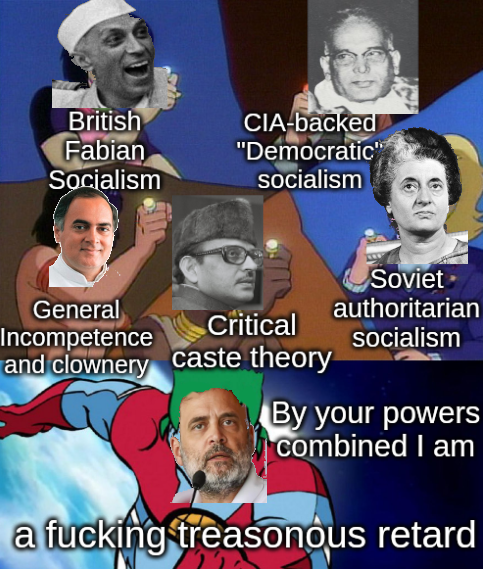 British
Fabian
Socialism
CIA-backed
"Democratic"
socialism
Soviet
authoritarian
socialism
General
Incompetence
and clownery
Critical
caste theory
By your powers
combined I am
a fucking treasonous retard